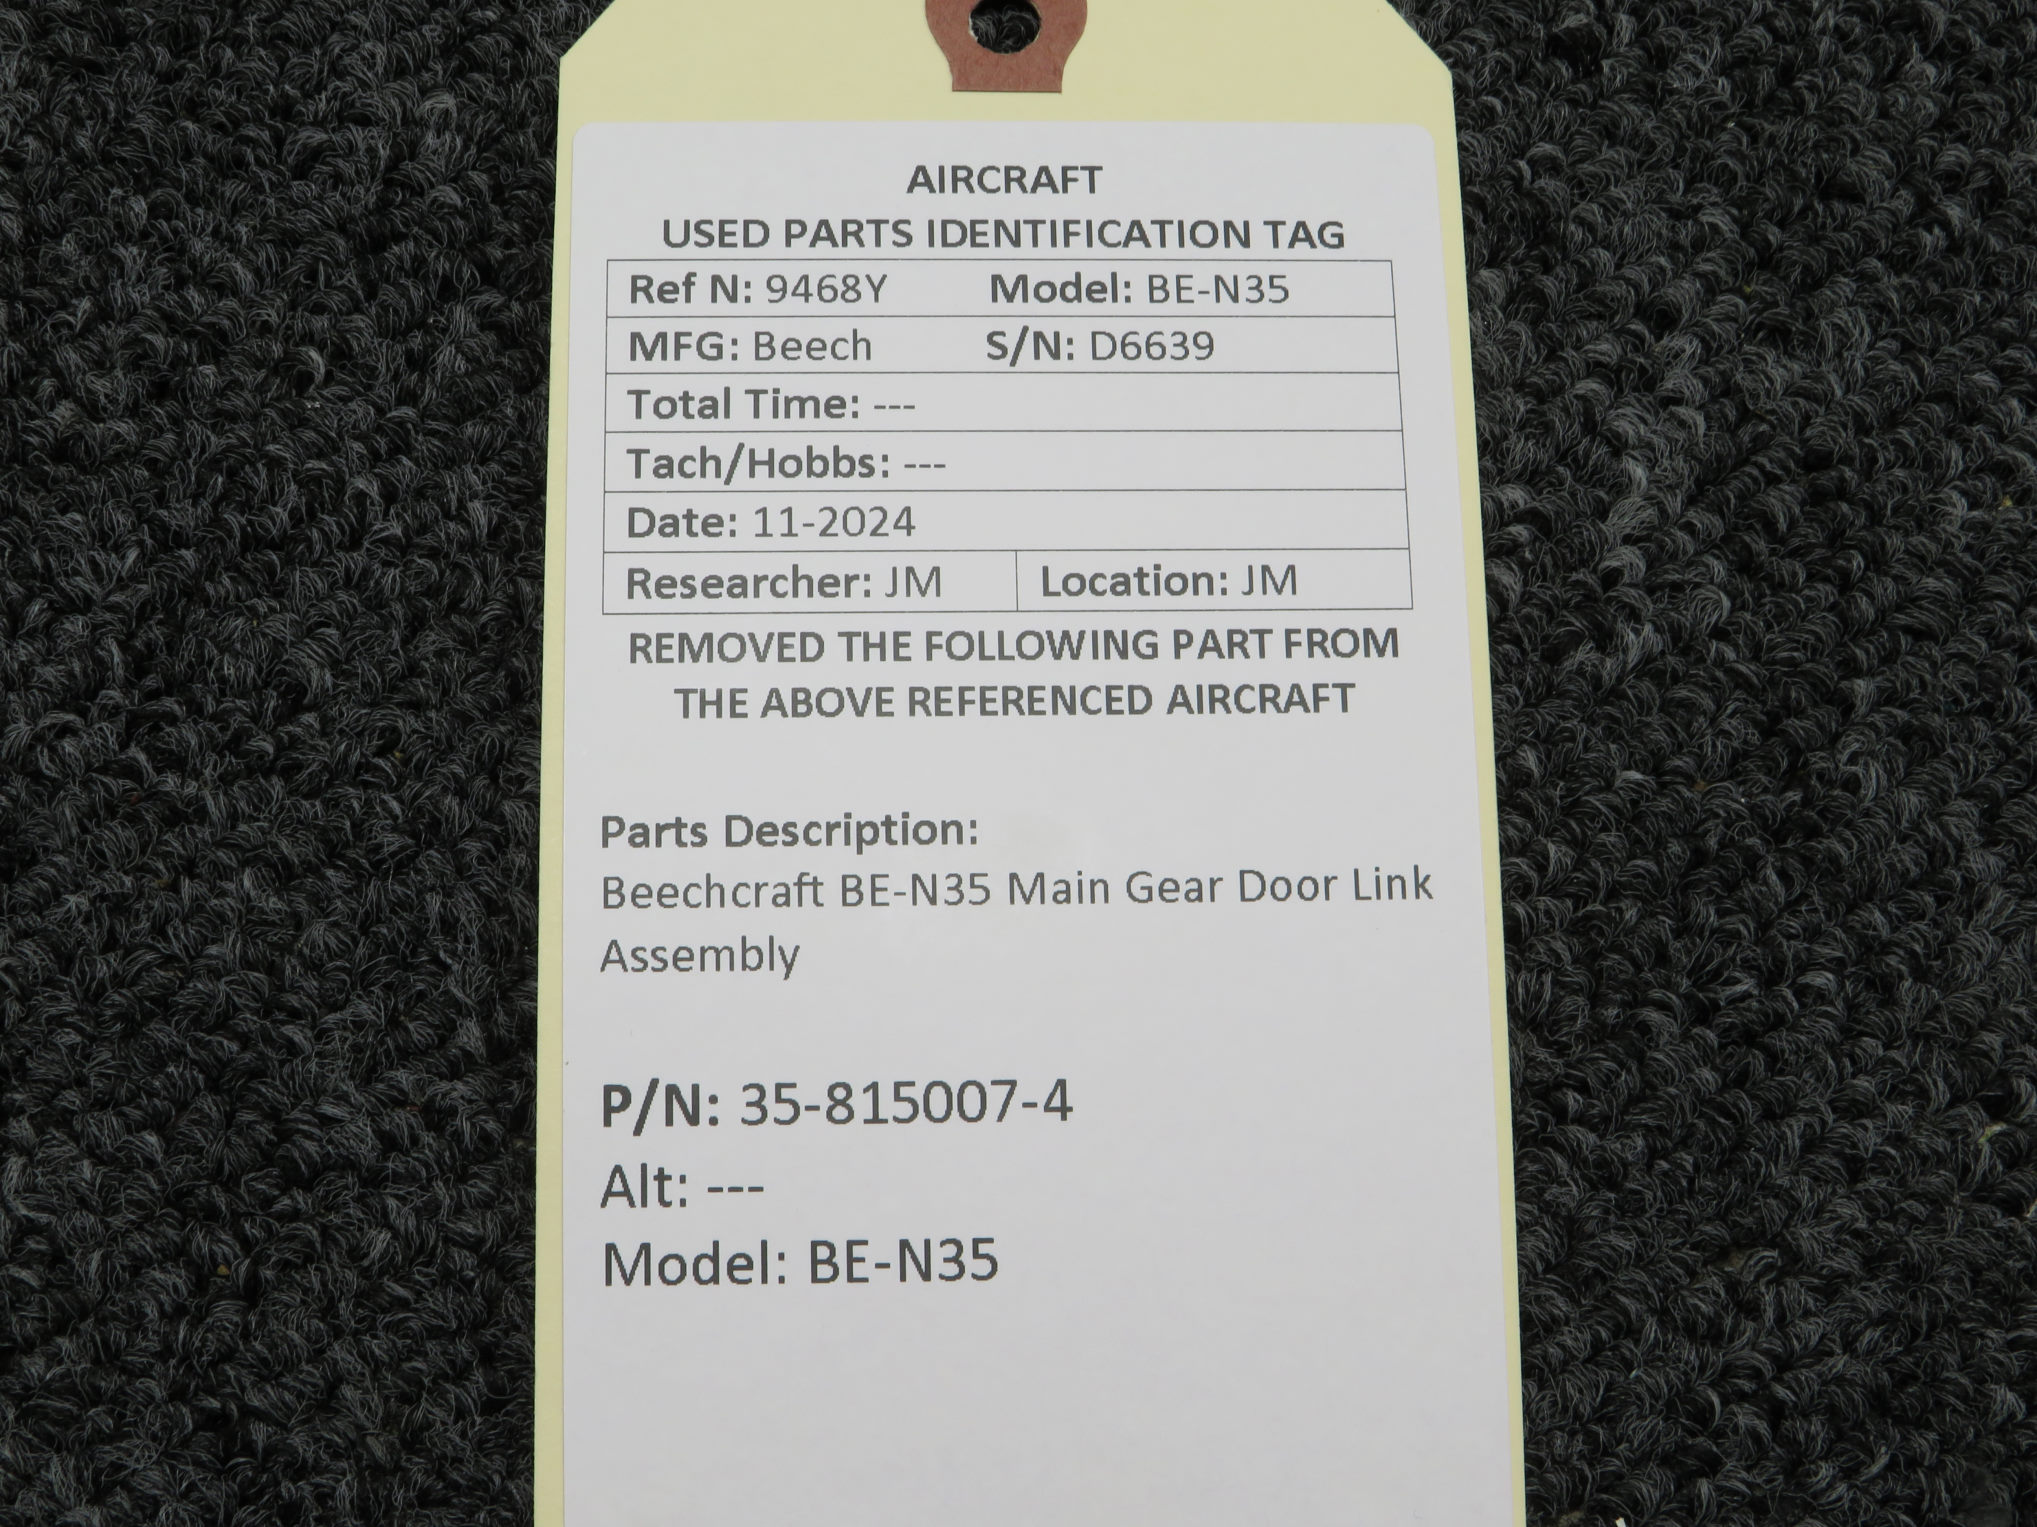 AIRCRAFT
USED PARTS IDENTIFICATION TAG
Ref N: 9468Y Model: BE-N35
MFG: Beech S/N: D6639
Total Time: ---
Tach/Hobbs: ---
Date: 11-2024
Researcher: JM Location: JM
REMOVED THE FOLLOWING PART FROM
THE ABOVE REFERENCED AIRCRAFT
Parts Description:
Beechcraft BE-N35 Main Gear Door Link
Assembly
P/N: 35-815007-4
Alt: ---
Model: BE-N35